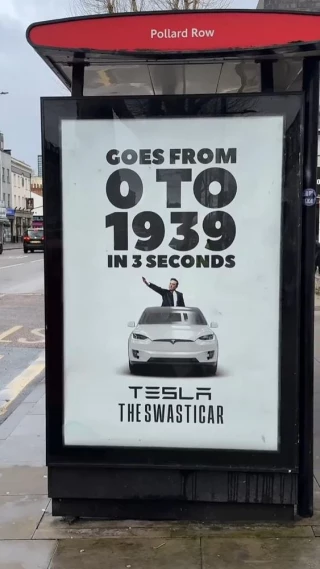 Pollard Row
GOES FROM
0 TO
1939
IN 3 SECONDS
TESLA
THE SWASTICAR